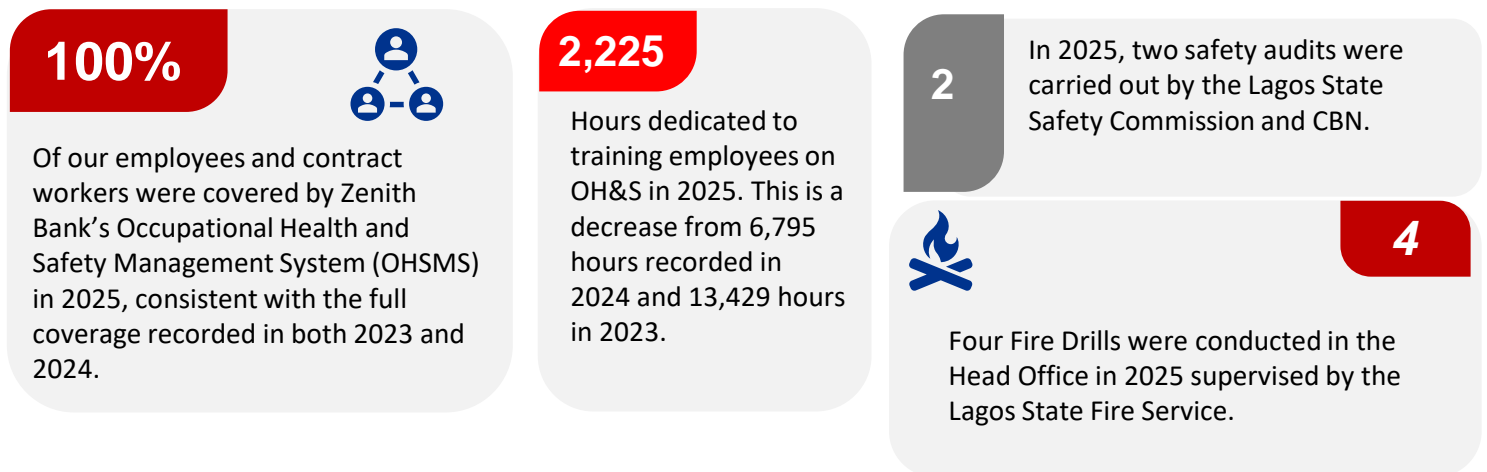 100%
Of our employees and contract
workers were covered by Zenith
Bank’s Occupational Health and
Safety Management System (OHSMS)
in 2025, consistent with the full
coverage recorded in both 2023 and
2024.
2,225
Hours dedicated to
training employees on
OH&S in 2025. This is a
decrease from 6,795
hours recorded in
2024 and 13,429 hours
in 2023.
2
In 2025, two safety audits were
carried out by the Lagos State
Safety Commission and CBN.
4
Four Fire Drills were conducted in the
Head Office in 2025 supervised by the
Lagos State Fire Service.